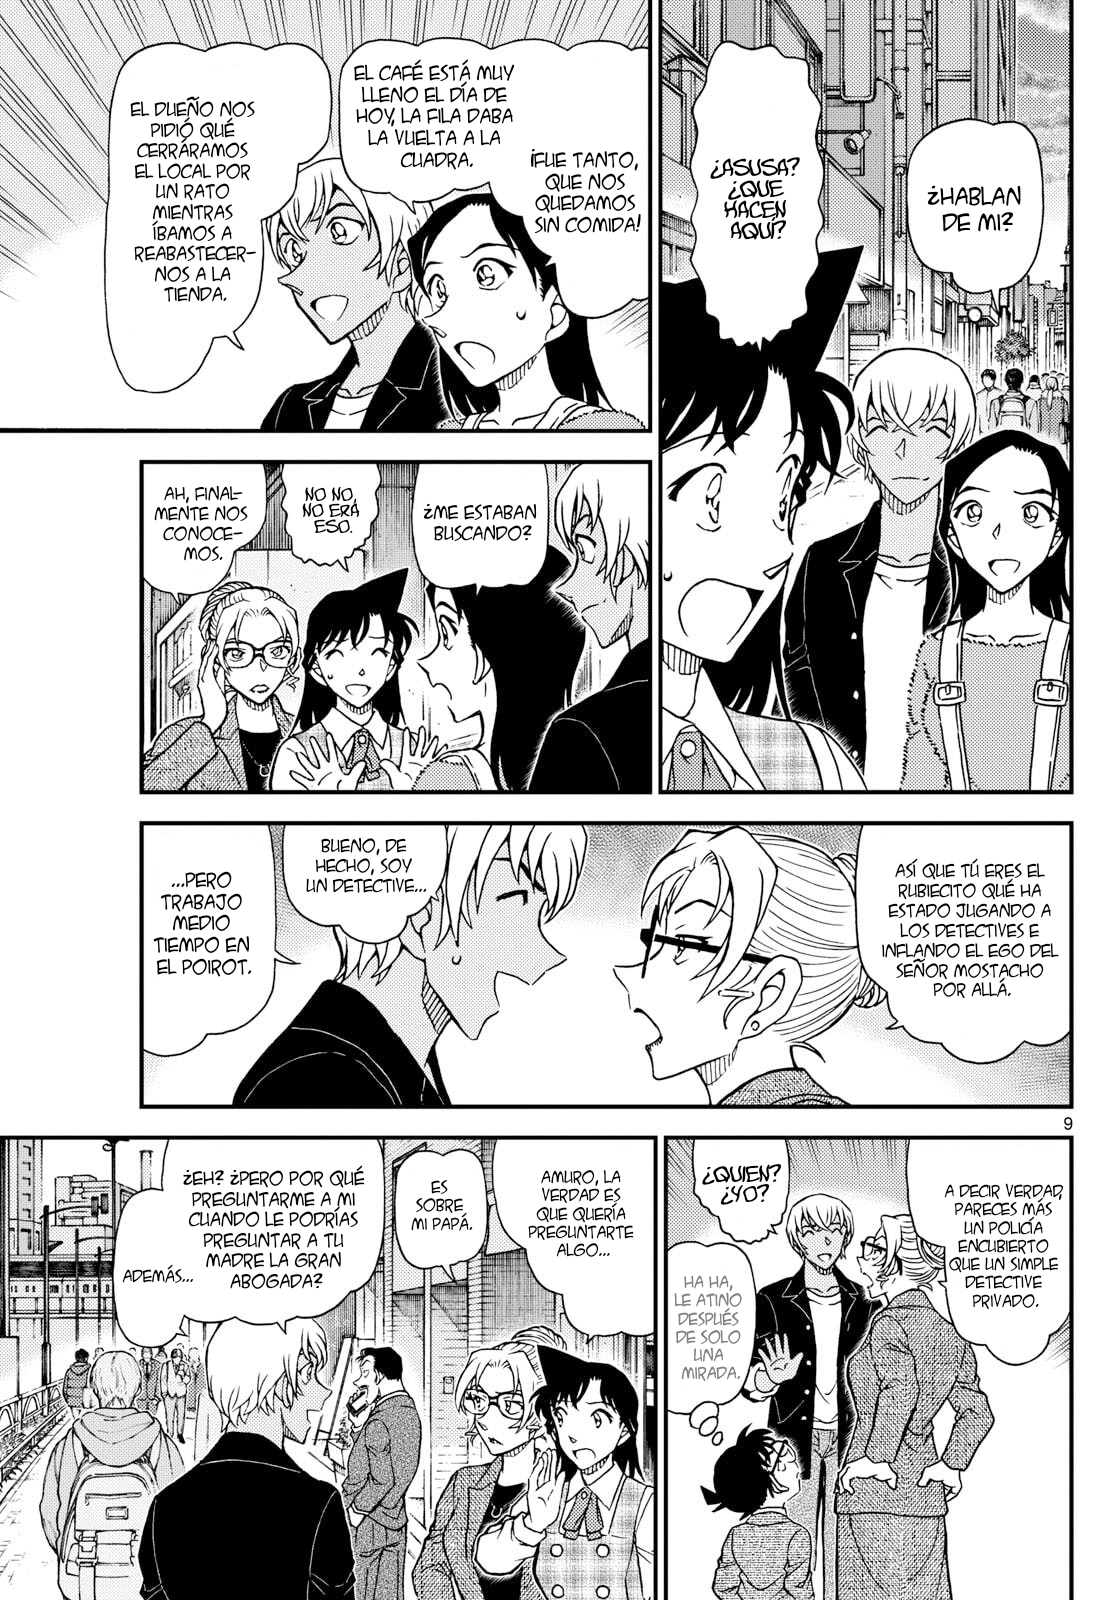 ¿HABLAN
DE MI?
¿ASUSA?
¿QUE
HACEN
AQUÍ?
EL CAFÉ ESTÁ MUY
LLENO EL DÍA DE
HOY, LA FILA DABA
LA VUELTA A LA
CUADRA.
¡FUE TANTO,
QUE NOS
QUEDAMOS
SIN COMIDA!
EL DUEÑO NOS
PIDIÓ QUÉ
CERRÁRAMOS
EL LOCAL POR
UN RATO
MIENTRAS
ÍBAMOS A
REABASTECER-
NOS A LA
TIENDA.
¿ME ESTABAN
BUSCANDO?
NO NO,
NO ERA
ESO.
AH, FINAL-
MENTE NOS
CONOCE-
MOS.
ASÍ QUE TÚ ERES EL
RUBIECITO QUÉ HA
ESTADO JUGANDO A
LOS DETECTIVES E
INFLANDO EL EGO DEL
SEÑOR MOSTACHO
POR ALLÁ.
BUENO, DE
HECHO, SOY
UN DETECTIVE...
...PERO
TRABAJO
MEDIO
TIEMPO EN
EL POIROT.
9
A DECIR VERDAD,
PARECES MÁS
UN POLICÍA
ENCUBIERTO
QUE UN SIMPLE
DETECTIVE
PRIVADO.
¿QUIEN?
¿YO?
HA HA,
LE ATINO
DESPUÉS
DE SOLO
UNA
MIRADA.
AMURO, LA
VERDAD ES
QUE QUERÍA
PREGUNTARTE
ALGO...
ES
SOBRE
MI PAPÁ.
¿EH? ¿PERO POR QUÉ
PREGUNTARME A MI
CUANDO LE PODRÍAS
PREGUNTAR A TU
MADRE LA GRAN
ABOGADA?
ADEMÁS...